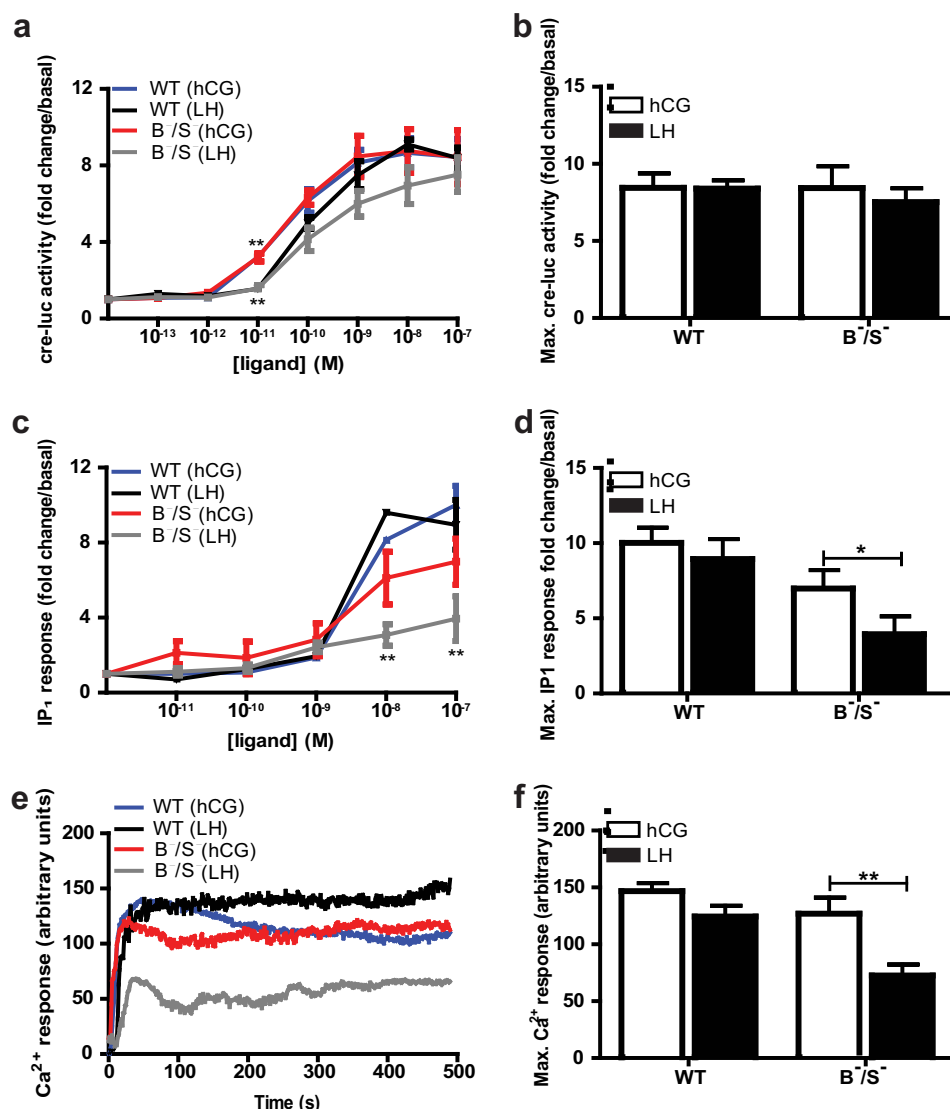 a
cre-luc activity (fold change/basal)
WT (hCG)
WT (LH)
B⁻/S⁻(hCG)
B⁻/S⁻(LH)
12
8
4
0
**
**
10⁻¹³ 10⁻¹² 10⁻¹¹ 10⁻¹⁰ 10⁻⁹ 10⁻⁸ 10⁻⁷
[ligand] (M)
b
Max. cre-luc activity (fold change/basal)
15
10
5
0
hCG
LH
WT B⁻/S⁻
c
IP₁ response (fold change/basal)
WT (hCG)
WT (LH)
B⁻/S⁻(hCG)
B⁻/S⁻(LH)
12
8
4
0
** **
10⁻¹¹ 10⁻¹⁰ 10⁻⁹ 10⁻⁸ 10⁻⁷
[ligand] (M)
d
Max. IP1 response (fold change/basal)
15
10
5
0
hCG
LH
*
WT B⁻/S⁻
e
Ca²⁺ response (arbitrary units)
WT (hCG)
WT (LH)
B⁻/S⁻(hCG)
B⁻/S⁻(LH)
200
150
100
50
0
0 100 200 300 400 500
Time (s)
f
Max. Ca²⁺ response (arbitrary units)
200
150
100
50
0
hCG
LH
**
WT B⁻/S⁻